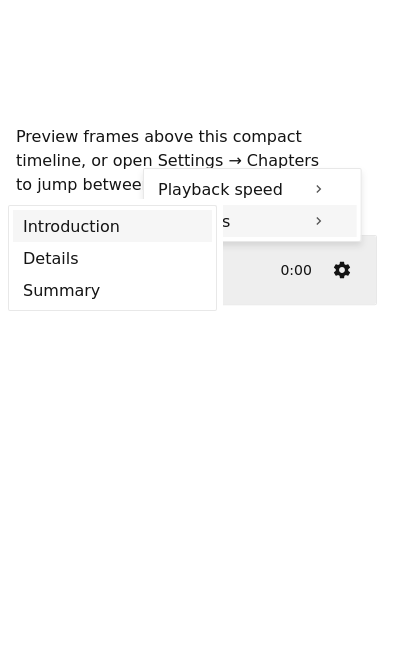 Preview frames above this compact
timeline, or open Settings → Chapters
to jump
Playback speed
Introduction
Details
Summary
0:00